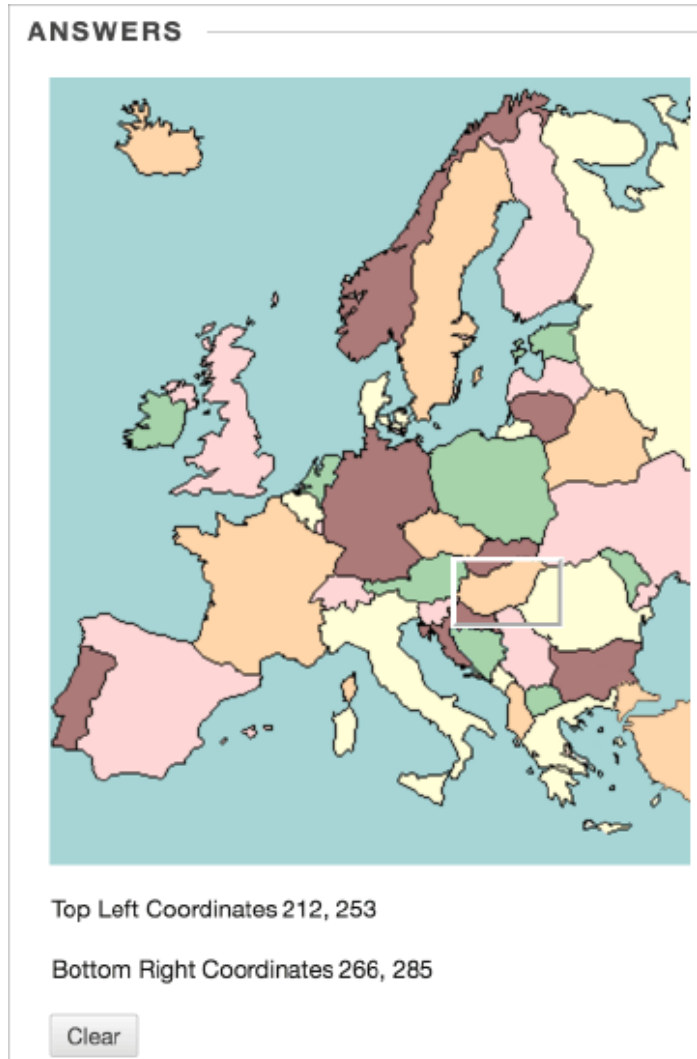 ANSWERS
Top Left Coordinates 212, 253
Bottom Right Coordinates 266, 285
Clear